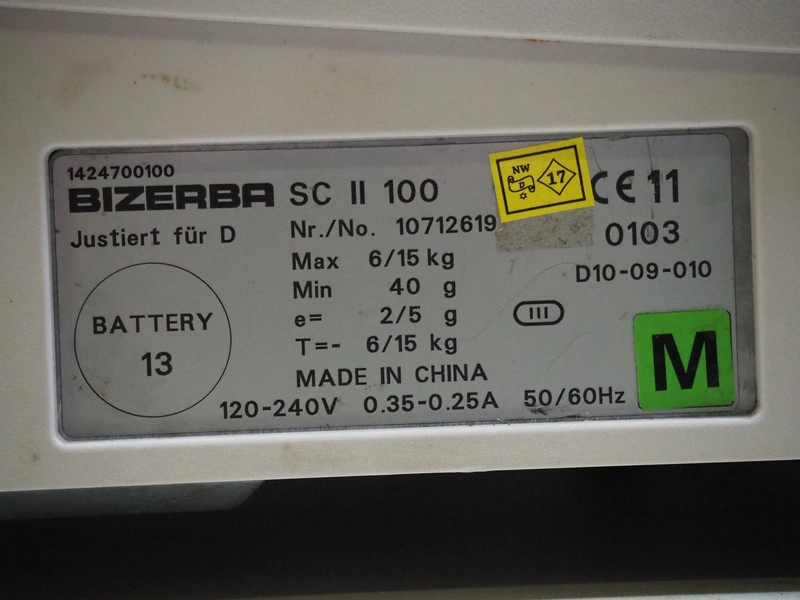 1424700100
BIZERBA SC II 100
Justiert für D
Nr./No. 10712619
Max 6/15 kg
Min 40 g
e= 2/5 g
T=- 6/15 kg
MADE IN CHINA
120-240V 0.35-0.25A 50/60Hz
BATTERY
13
NW
D
17
CE 11
0103
D10-09-010
III
M